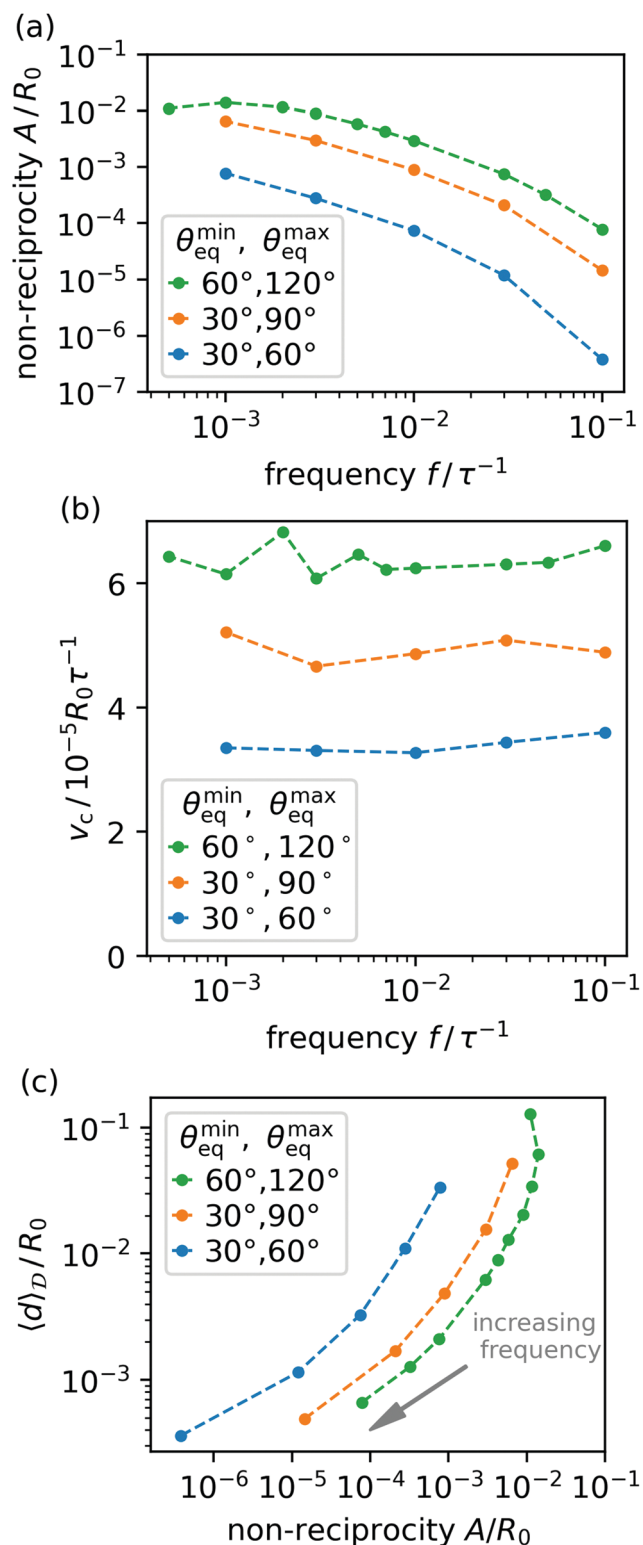 (a)
non-reciprocity A/R₀
10⁻¹
10⁻²
10⁻³
10⁻⁴
10⁻⁵
10⁻⁶
10⁻⁷
θ_eq^min, θ_eq^max
60°,120°
30°,90°
30°,60°
10⁻³ 10⁻² 10⁻¹
frequency f/τ⁻¹
(b)
v_c/10⁻⁵R₀τ⁻¹
6
4
2
0
θ_eq^min, θ_eq^max
60°,120°
30°,90°
30°,60°
10⁻³ 10⁻² 10⁻¹
frequency f/τ⁻¹
(c)
⟨d⟩_𝒟/R₀
10⁻¹
10⁻²
10⁻³
θ_eq^min, θ_eq^max
60°,120°
30°,90°
30°,60°
increasing
frequency
10⁻⁶ 10⁻⁵ 10⁻⁴ 10⁻³ 10⁻² 10⁻¹
non-reciprocity A/R₀